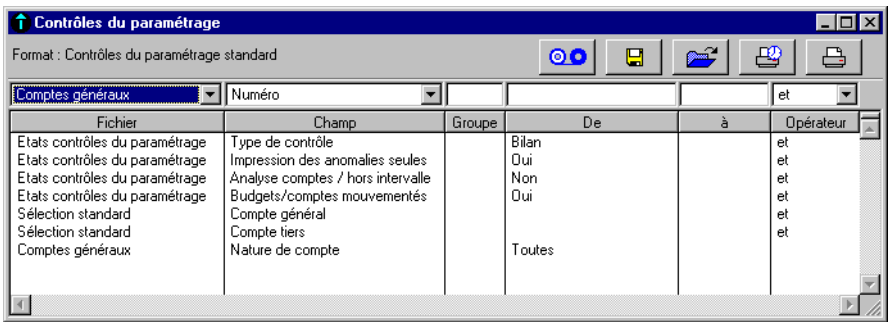 Contrôles du paramétrage
Format : Contrôles du paramétrage standard
Comptes généraux Numéro et
Fichier Champ Groupe De à Opérateur
Etats contrôles du paramétrage Type de contrôle Bilan et
Etats contrôles du paramétrage Impression des anomalies seules Oui et
Etats contrôles du paramétrage Analyse comptes / hors intervalle Non et
Etats contrôles du paramétrage Budgets/comptes mouvementés Oui et
Sélection standard Compte général et
Sélection standard Compte tiers et
Comptes généraux Nature de compte Toutes